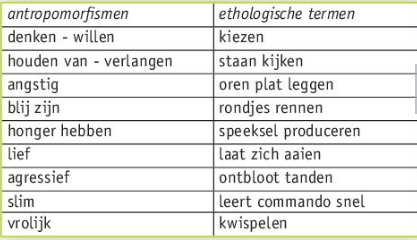 antropomorfismen ethologische termen
denken - willen kiezen
houden van - verlangen staan kijken
angstig oren plat leggen
blij zijn rondjes rennen
honger hebben speeksel produceren
lief laat zich aaien
agressief ontbloot tanden
slim leert commando snel
vrolijk kwispelen